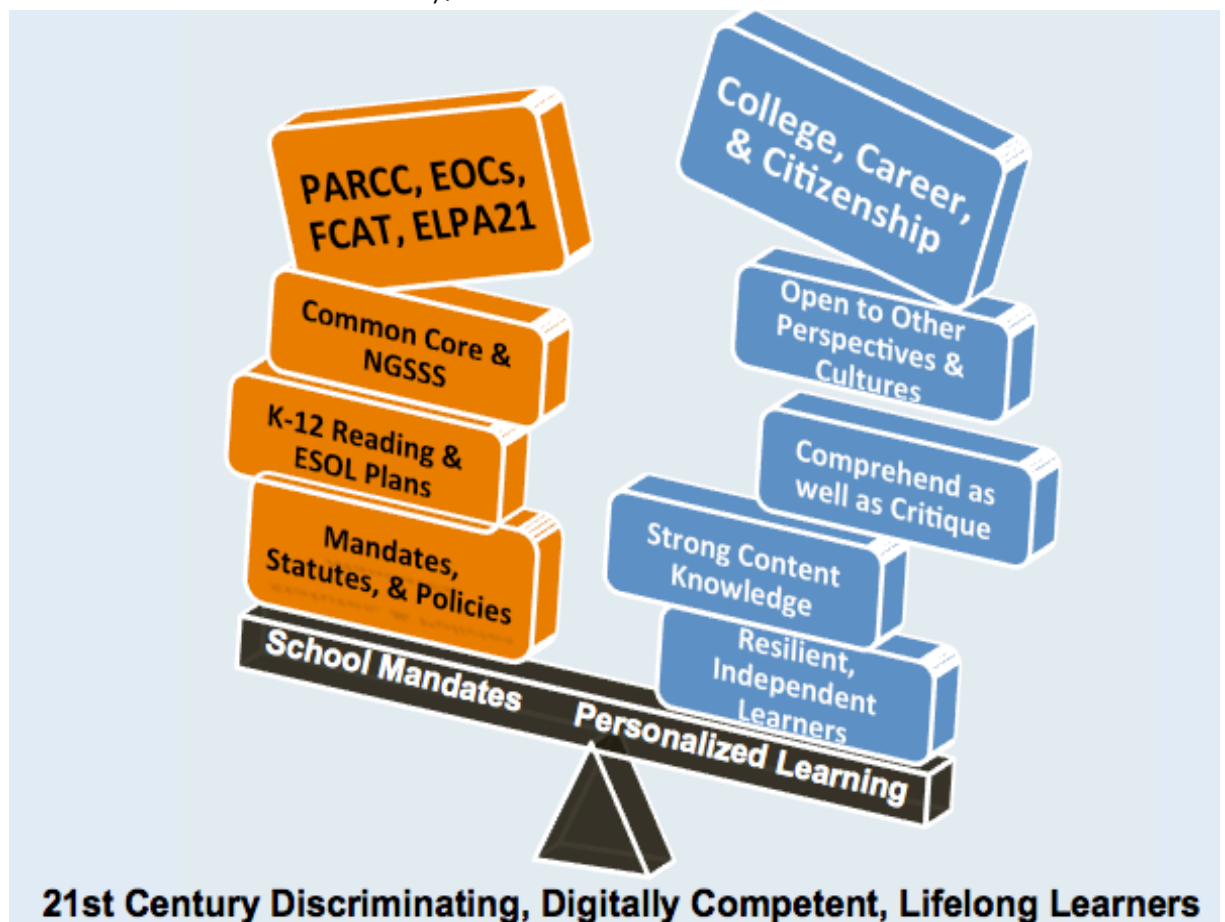 PARCC, EOCs,
FCAT, ELPA21
Common Core &
NGSSS
K-12 Reading &
ESOL Plans
Mandates,
Statutes, & Policies
School Mandates
College, Career,
& Citizenship
Open to Other
Perspectives &
Cultures
Comprehend as
well as Critique
Strong Content
Knowledge
Resilient,
Independent
Learners
Personalized Learning
21st Century Discriminating, Digitally Competent, Lifelong Learners